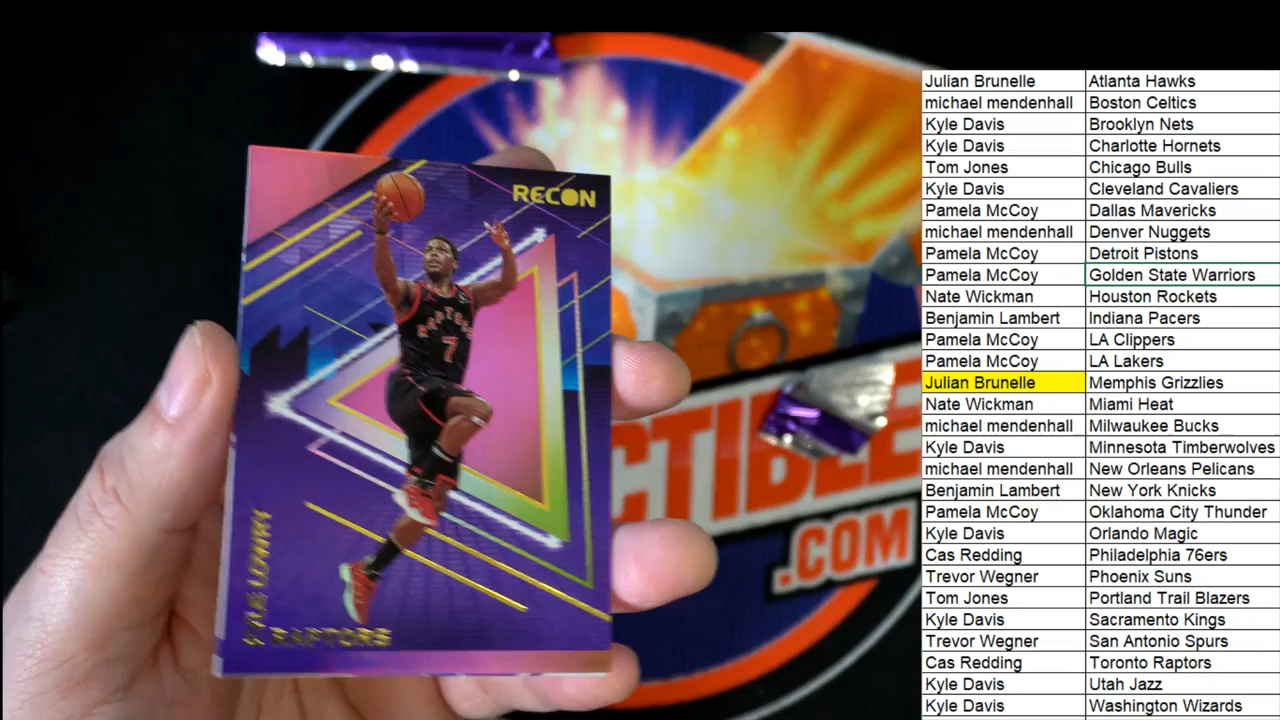 RECON
RAPTORS
7
RAPTORS
CTIBLE
.COM
Julian Brunelle Atlanta Hawks
michael mendenhall Boston Celtics
Kyle Davis Brooklyn Nets
Kyle Davis Charlotte Hornets
Tom Jones Chicago Bulls
Kyle Davis Cleveland Cavaliers
Pamela McCoy Dallas Mavericks
michael mendenhall Denver Nuggets
Pamela McCoy Detroit Pistons
Pamela McCoy Golden State Warriors
Nate Wickman Houston Rockets
Benjamin Lambert Indiana Pacers
Pamela McCoy LA Clippers
Pamela McCoy LA Lakers
Julian Brunelle Memphis Grizzlies
Nate Wickman Miami Heat
michael mendenhall Milwaukee Bucks
Kyle Davis Minnesota Timberwolves
michael mendenhall New Orleans Pelicans
Benjamin Lambert New York Knicks
Pamela McCoy Oklahoma City Thunder
Kyle Davis Orlando Magic
Cas Redding Philadelphia 76ers
Trevor Wegner Phoenix Suns
Tom Jones Portland Trail Blazers
Kyle Davis Sacramento Kings
Trevor Wegner San Antonio Spurs
Cas Redding Toronto Raptors
Kyle Davis Utah Jazz
Kyle Davis Washington Wizards